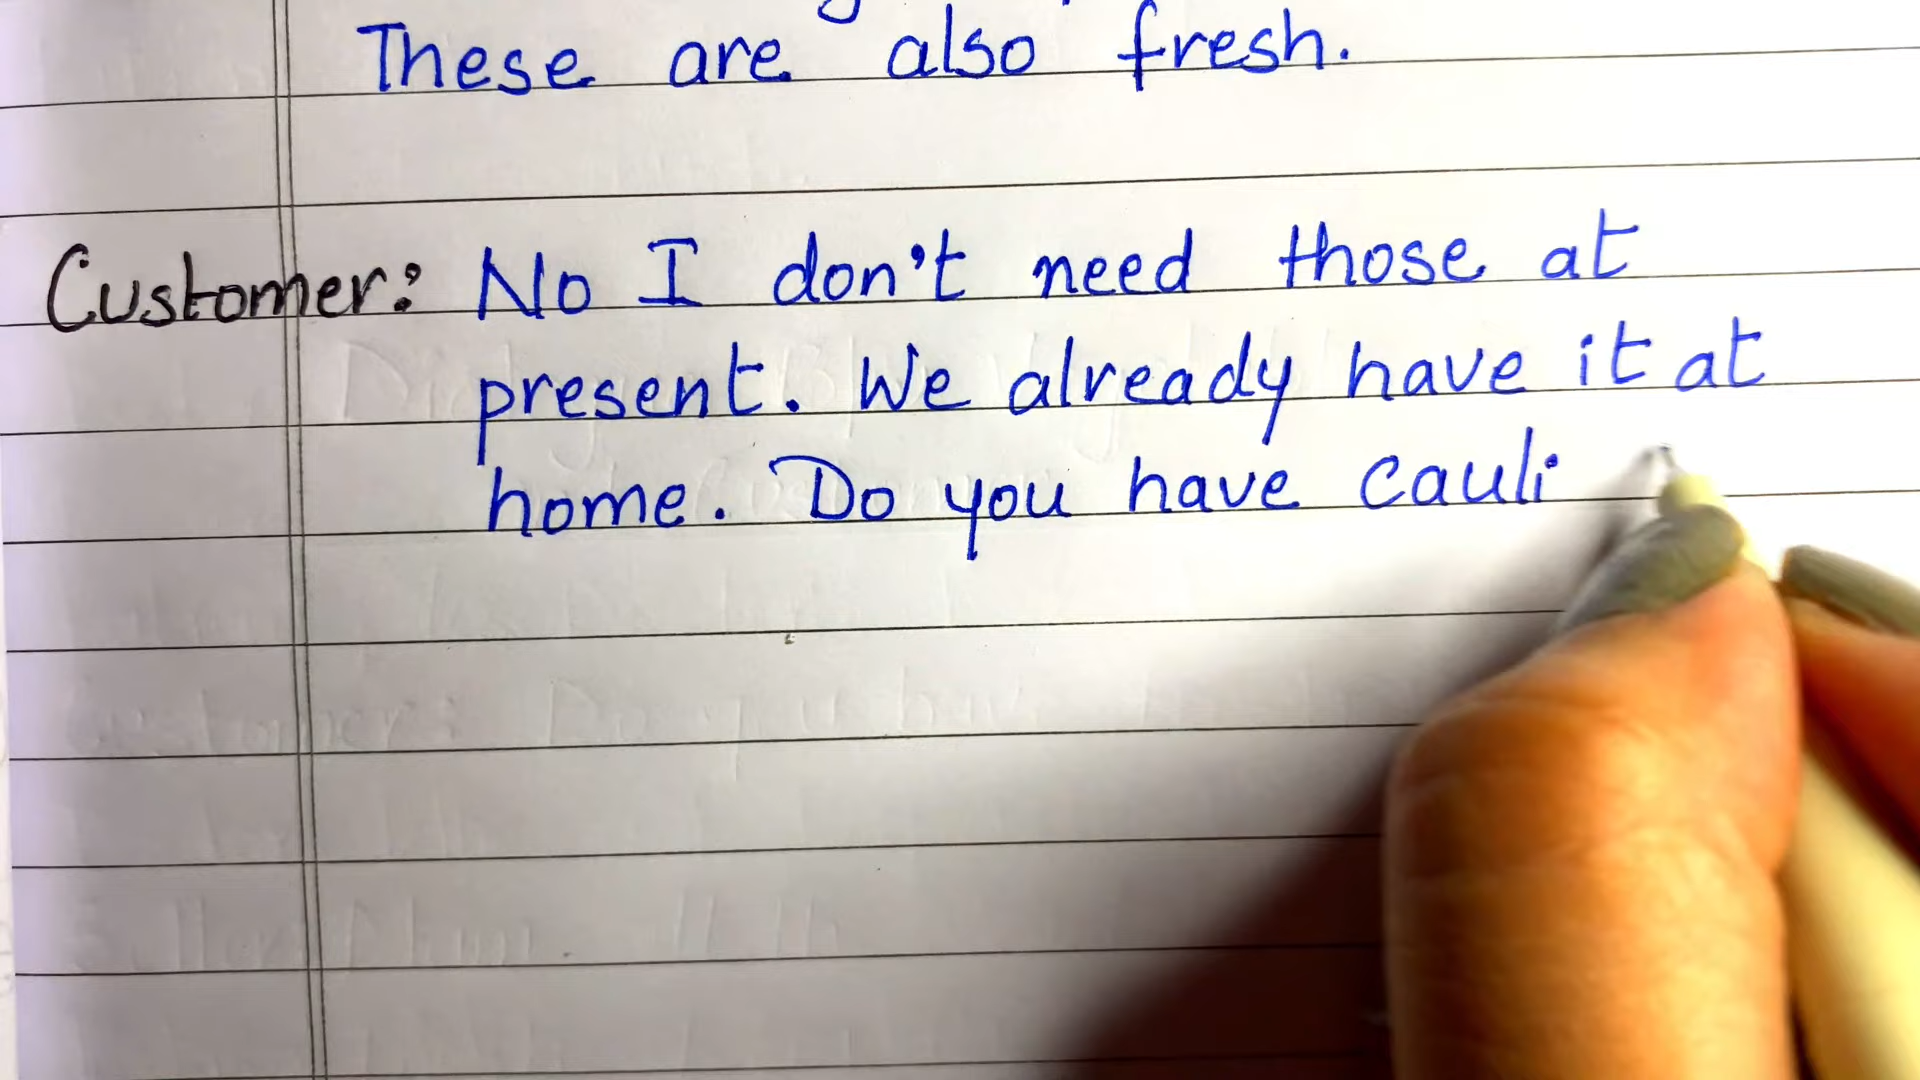 These are also fresh.
Customer: No I don't need those at
present. We already have it at
home. Do you have cauli